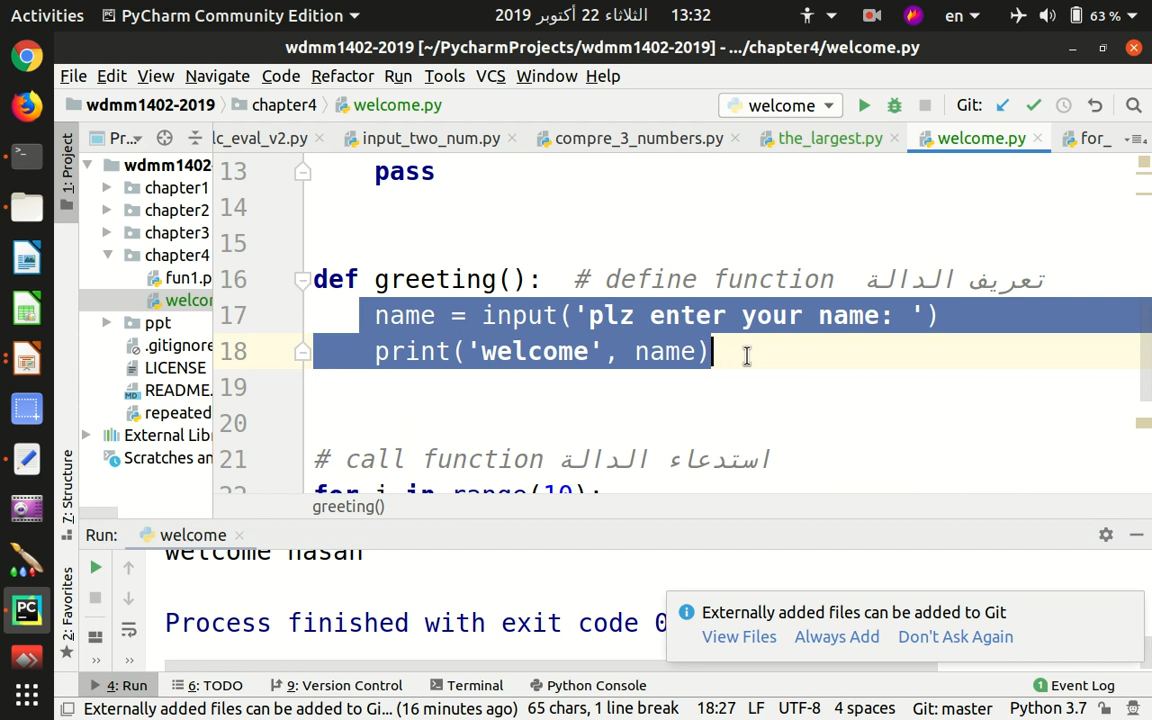 Activities PyCharm Community Edition ▾ الثلاثاء 22 أكتوبر 2019 13:32 en ▾ 63 % ▾
wdmm1402-2019 [~/PycharmProjects/wdmm1402-2019] - .../chapter4/welcome.py
File Edit View Navigate Code Refactor Run Tools VCS Window Help
wdmm1402-2019 chapter4 welcome.py welcome Git:
1: Project
Pr... lc_eval_v2.py input_two_num.py compre_3_numbers.py the_largest.py welcome.py for_
wdmm1402
chapter1
chapter2
chapter3
chapter4
fun1.p
welcor
ppt
.gitignore
LICENSE
README.
repeated
External Lib
Scratches an
13 pass
14
15
16 def greeting(): # define function تعريف الدالة
17 name = input('plz enter your name: ')
18 print('welcome', name)
19
20
21 # call function استدعاء الدالة
22 for i in range(10):
greeting()
7: Structure
2: Favorites
Run: welcome
welcome hasan
Process finished with exit code 0
Externally added files can be added to Git
View Files Always Add Don't Ask Again
4: Run 6: TODO 9: Version Control Terminal Python Console 1 Event Log
Externally added files can be added to Gi... (16 minutes ago) 65 chars, 1 line break 18:27 LF UTF-8 4 spaces Git: master Python 3.7